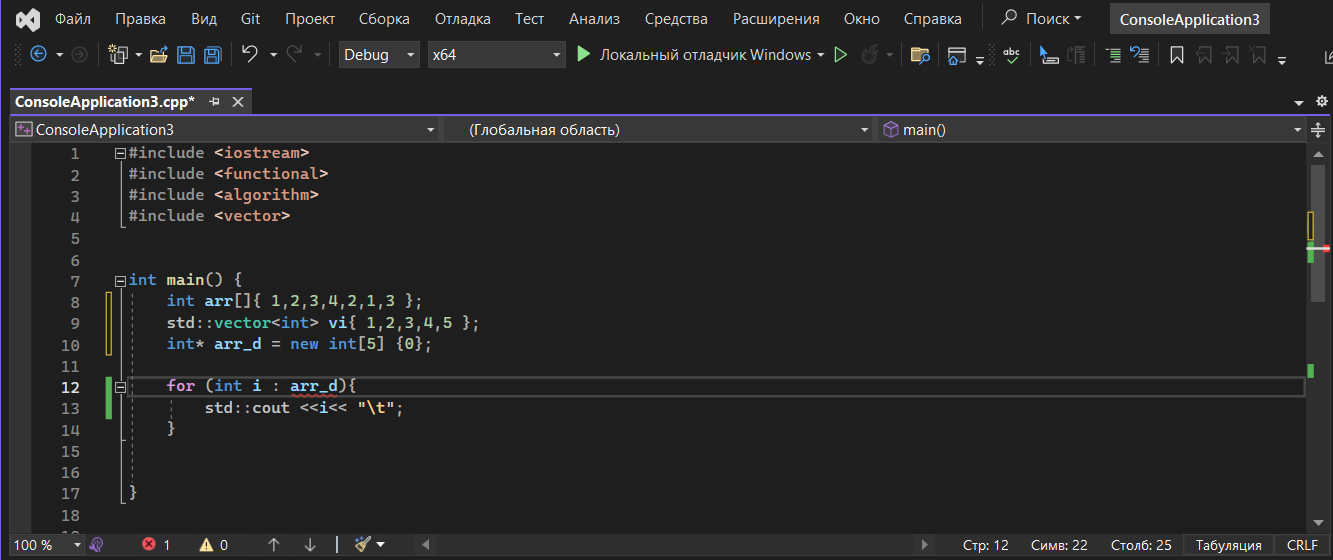 Файл Правка Вид Git Проект Сборка Отладка Тест Анализ Средства Расширения Окно Справка Поиск ConsoleApplication3
Debug x64 Локальный отладчик Windows abc
ConsoleApplication3.cpp*
ConsoleApplication3 (Глобальная область) main()
1 #include <iostream>
2 #include <functional>
3 #include <algorithm>
4 #include <vector>
5
6
7 int main() {
8 int arr[]{ 1,2,3,4,2,1,3 };
9 std::vector<int> vi{ 1,2,3,4,5 };
10 int* arr_d = new int[5] {0};
11
12 for (int i : arr_d){
13 std::cout <<i<< "\t";
14 }
15
16
17 }
18
100 % 1 0 Стр: 12 Симв: 22 Столб: 25 Табуляция CRLF